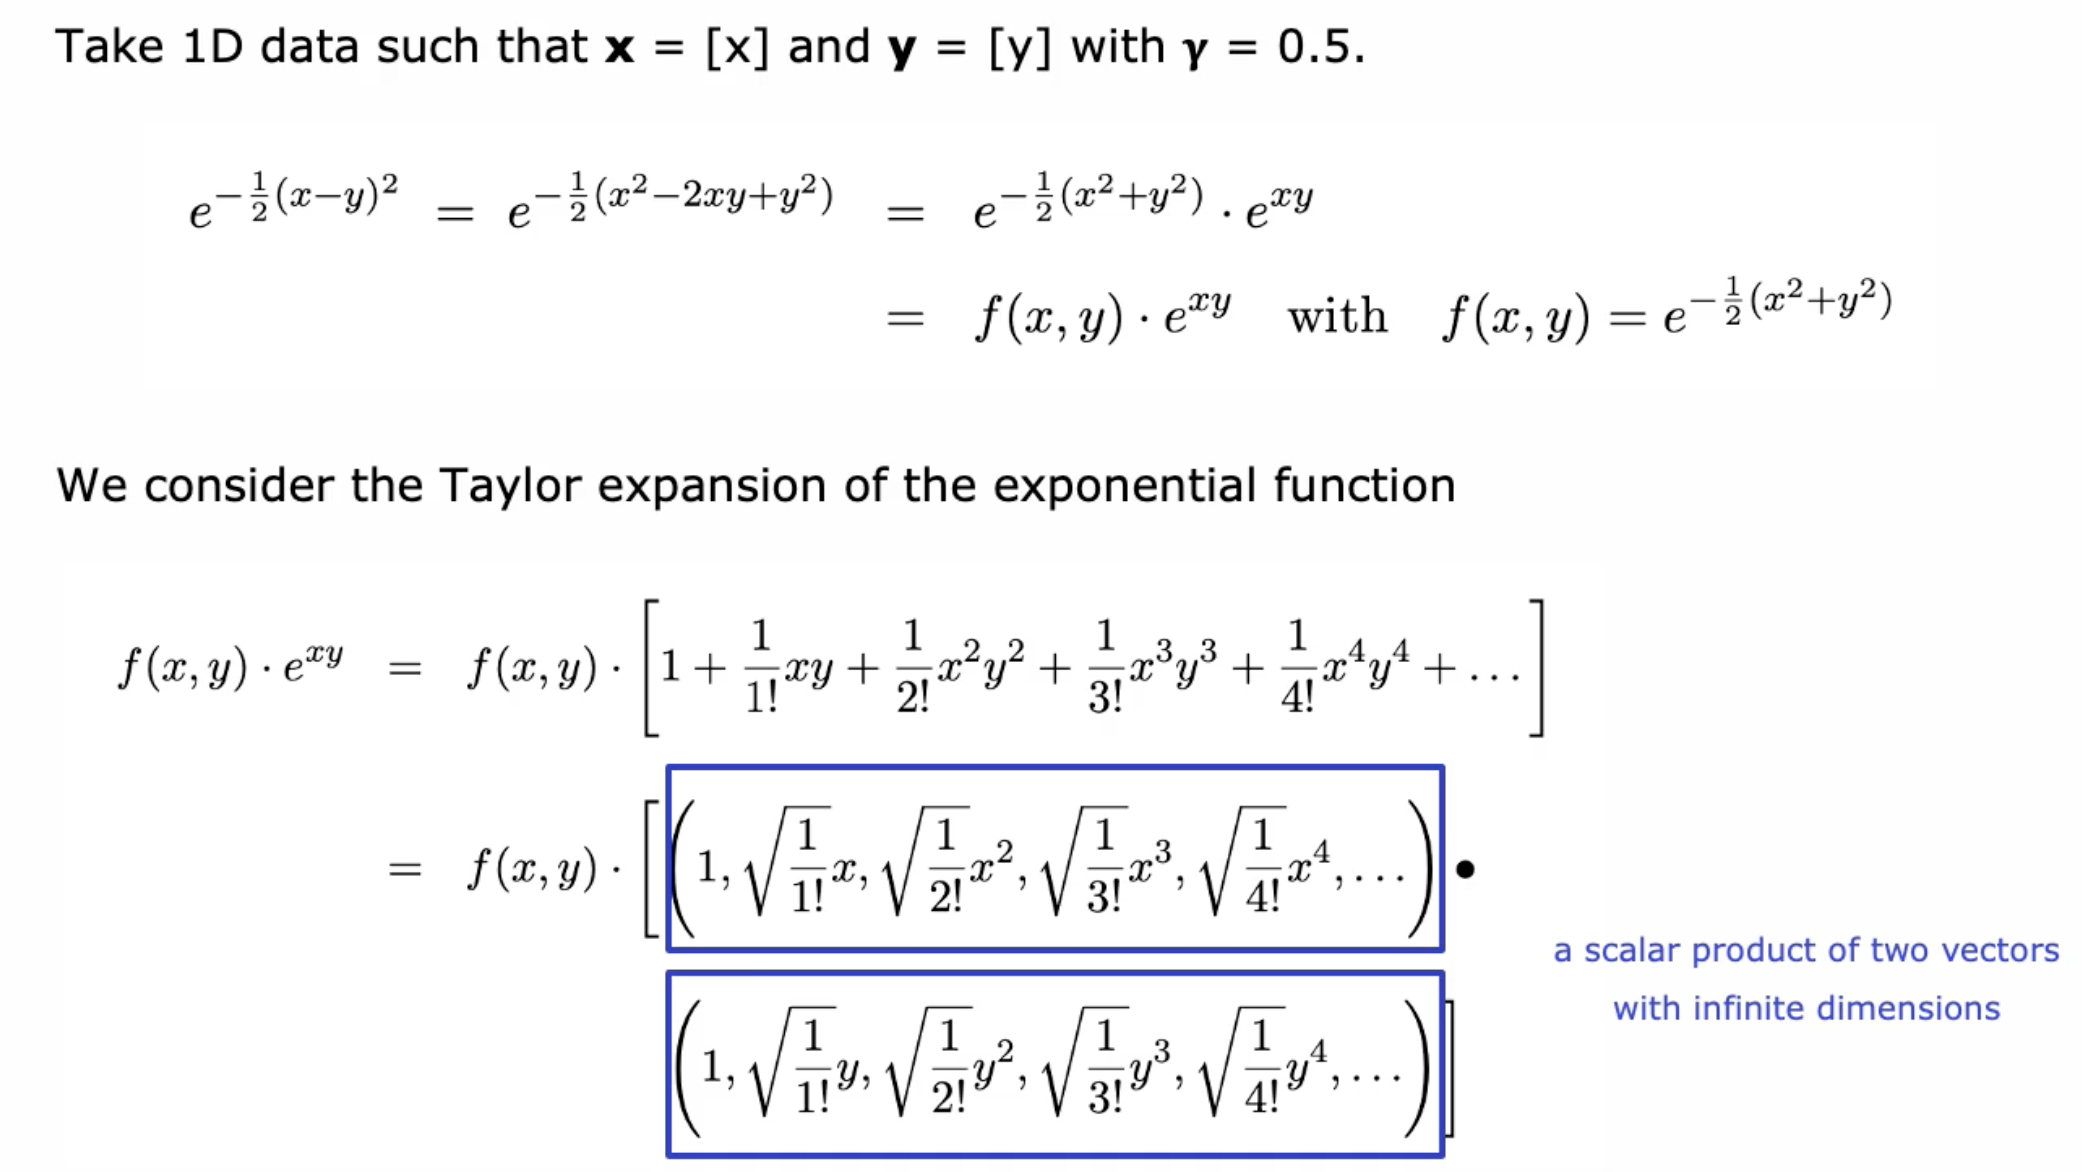 Take 1D data such that **x** = [x] and **y** = [y] with γ = 0.5.
$e^{-\frac{1}{2}(x-y)^2} = e^{-\frac{1}{2}(x^2-2xy+y^2)} = e^{-\frac{1}{2}(x^2+y^2)} \cdot e^{xy}$
$= f(x,y) \cdot e^{xy} \quad \text{with} \quad f(x,y) = e^{-\frac{1}{2}(x^2+y^2)}$
We consider the Taylor expansion of the exponential function
$f(x,y) \cdot e^{xy} = f(x,y) \cdot \left[1 + \frac{1}{1!}xy + \frac{1}{2!}x^2y^2 + \frac{1}{3!}x^3y^3 + \frac{1}{4!}x^4y^4 + \ldots\right]$
$= f(x,y) \cdot \left[\left(1, \sqrt{\frac{1}{1!}}x, \sqrt{\frac{1}{2!}}x^2, \sqrt{\frac{1}{3!}}x^3, \sqrt{\frac{1}{4!}}x^4, \ldots\right) \bullet\right.$
a scalar product of two vectors
with infinite dimensions
$\left.\left(1, \sqrt{\frac{1}{1!}}y, \sqrt{\frac{1}{2!}}y^2, \sqrt{\frac{1}{3!}}y^3, \sqrt{\frac{1}{4!}}y^4, \ldots\right)\right]$